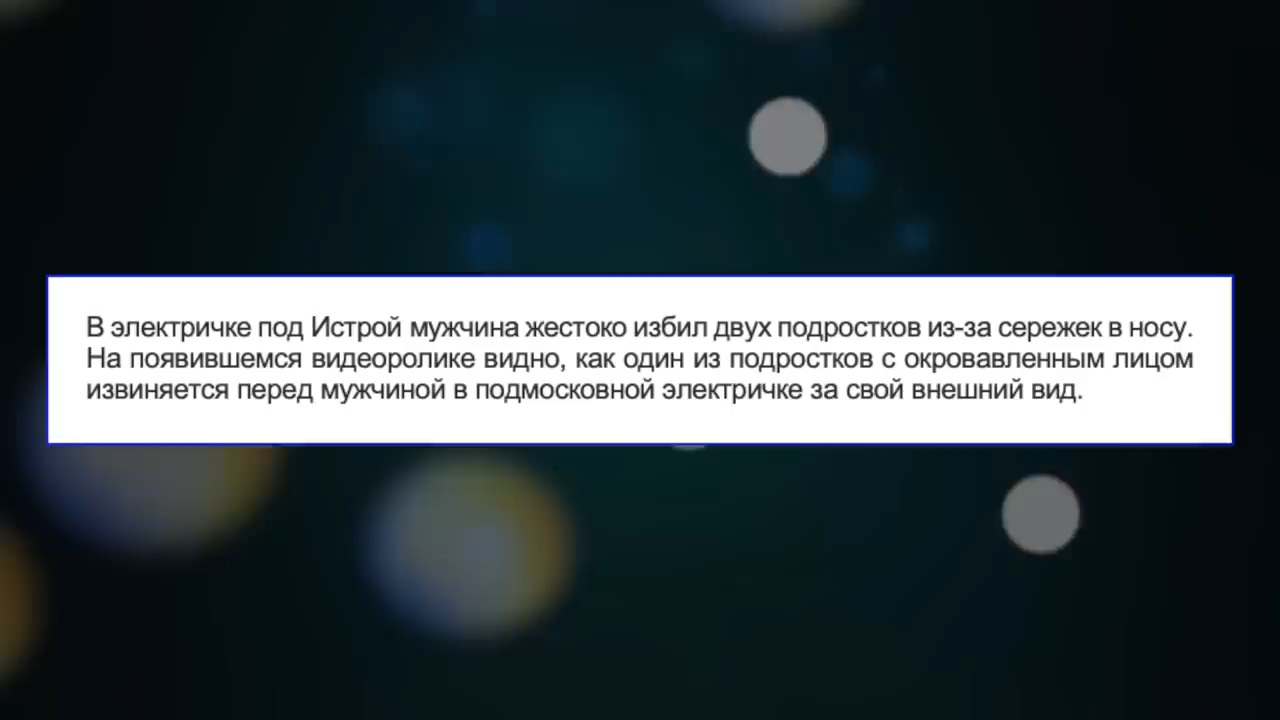 В электричке под Истрой мужчина жестоко избил двух подростков из-за сережек в носу.
На появившемся видеоролике видно, как один из подростков с окровавленным лицом
извиняется перед мужчиной в подмосковной электричке за свой внешний вид.